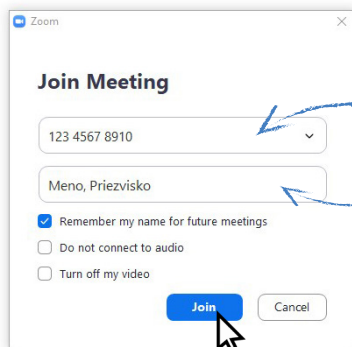 Zoom
Join Meeting
123 4567 8910
Meno, Priezvisko
Remember my name for future meetings
Do not connect to audio
Turn off my video
Join Cancel